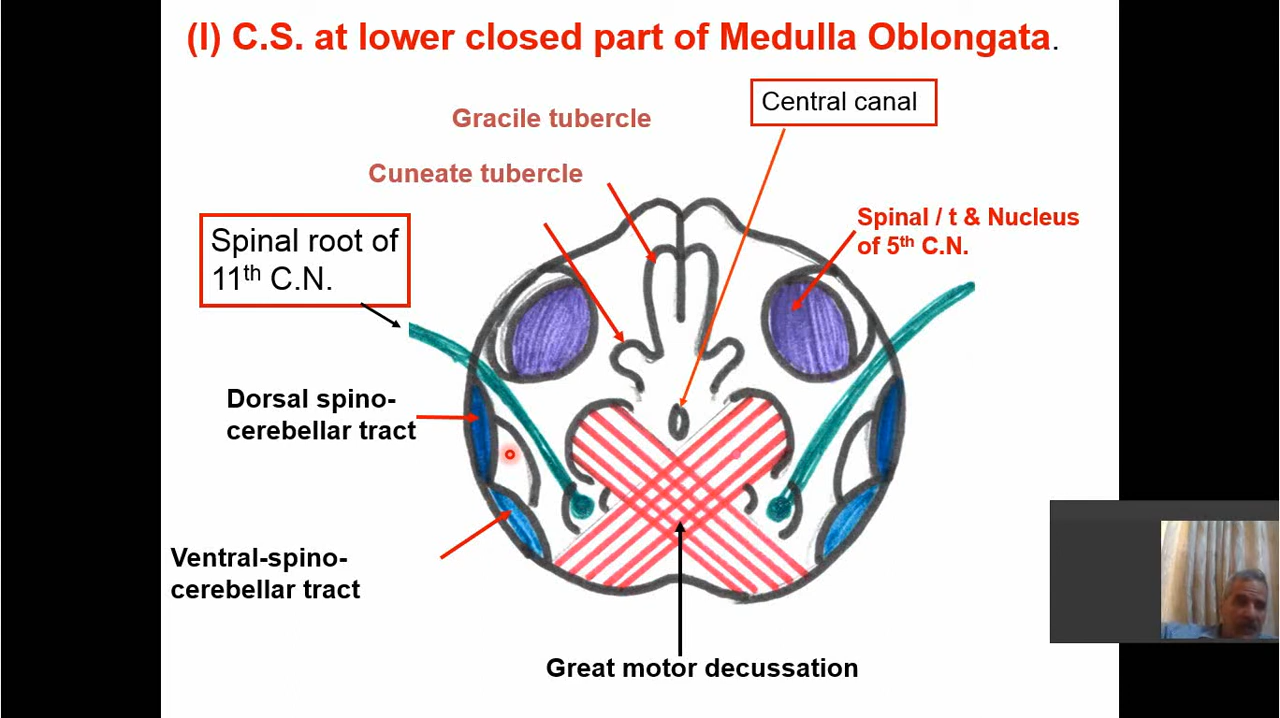 (I) C.S. at lower closed part of Medulla Oblongata.
Central canal
Gracile tubercle
Cuneate tubercle
Spinal / t & Nucleus
of 5th C.N.
Spinal root of
11th C.N.
Dorsal spino-
cerebellar tract
Ventral-spino-
cerebellar tract
Great motor decussation